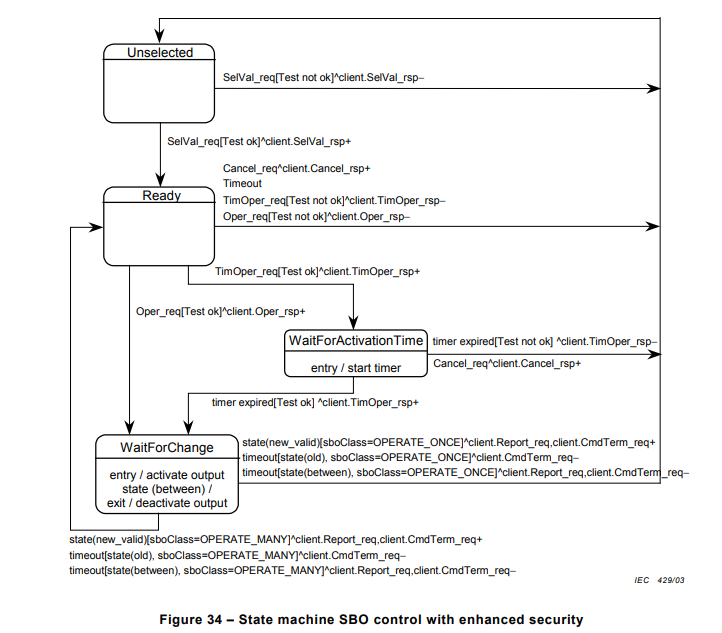 Unselected
SelVal_req[Test not ok]^client.SelVal_rsp–
SelVal_req[Test ok]^client.SelVal_rsp+
Cancel_req^client.Cancel_rsp+
Timeout
Ready
TimOper_req[Test not ok]^client.TimOper_rsp–
Oper_req[Test not ok]^client.Oper_rsp–
TimOper_req[Test ok]^client.TimOper_rsp+
Oper_req[Test ok]^client.Oper_rsp+
WaitForActivationTime
timer expired[Test not ok] ^client.TimOper_rsp–
entry / start timer
Cancel_req^client.Cancel_rsp+
timer expired[Test ok] ^client.TimOper_rsp+
WaitForChange
state(new_valid)[sboClass=OPERATE_ONCE]^client.Report_req,client.CmdTerm_req+
timeout[state(old), sboClass=OPERATE_ONCE]^client.CmdTerm_req–
timeout[state(between), sboClass=OPERATE_ONCE]^client.Report_req,client.CmdTerm_req–
entry / activate output
state (between) /
exit / deactivate output
state(new_valid)[sboClass=OPERATE_MANY]^client.Report_req,client.CmdTerm_req+
timeout[state(old), sboClass=OPERATE_MANY]^client.CmdTerm_req–
timeout[state(between), sboClass=OPERATE_MANY]^client.Report_req,client.CmdTerm_req–
IEC 429/03
Figure 34 – State machine SBO control with enhanced security